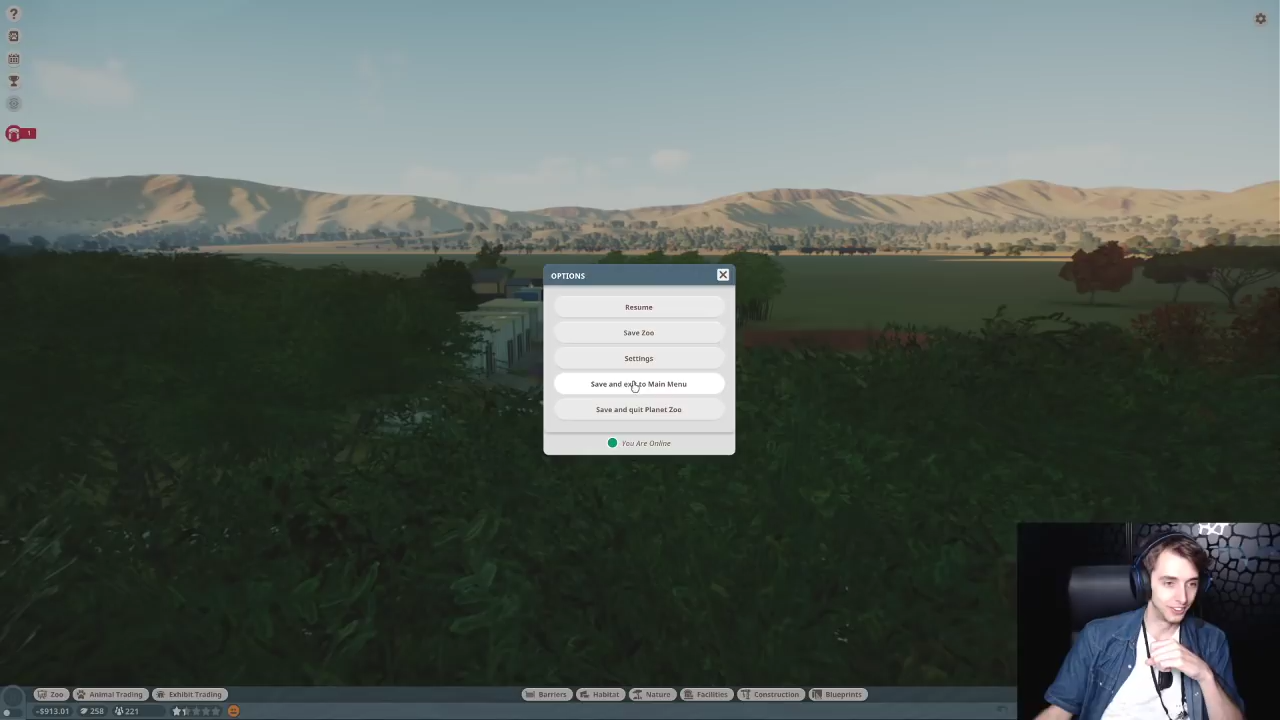 ?
1
OPTIONS
Resume
Save Zoo
Settings
Save and exit to Main Menu
Save and quit Planet Zoo
You Are Online
Zoo
Animal Trading
Exhibit Trading
Barriers
Habitat
Nature
Facilities
Construction
Blueprints
-$913.01
258
221